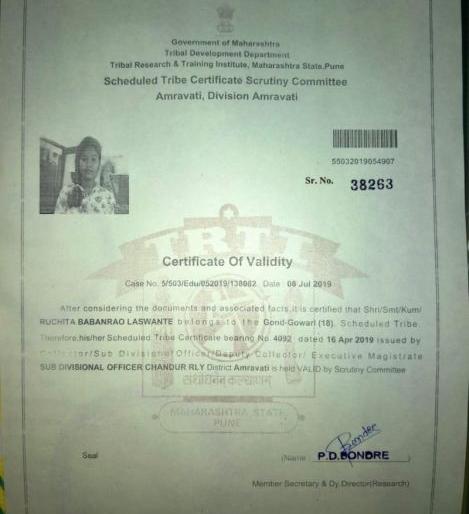 Government of Maharashtra
Tribal Development Department
Tribal Research & Training Institute, Maharashtra State,Pune
Scheduled Tribe Certificate Scrutiny Committee
Amravati, Division Amravati
55032019054907
Sr. No. 38263
TRTI
Certificate Of Validity
Case No. 5/503/Edu/052019/138982 Date 08 Jul 2019
After considering the documents and associated facts,it is certified that Shri/Smt/Kum/
RUCHITA BABANRAO LASWANTE belongs to the Gond-Gowari (18). Scheduled Tribe.
Therefore,his/her Scheduled Tribe Certificate bearing No. 4092 dated 16 Apr 2019 issued by
Collector/Sub Divisional Officer/Deputy Collector/ Executive Magistrate
SUB DIVISIONAL OFFICER CHANDUR RLY District Amravati is held VALID by Scrutiny Committee
MAHARASHTRA STATE
PUNE
Seal
(Name P.D.BONDRE )
Member Secretary & Dy.Director(Research)